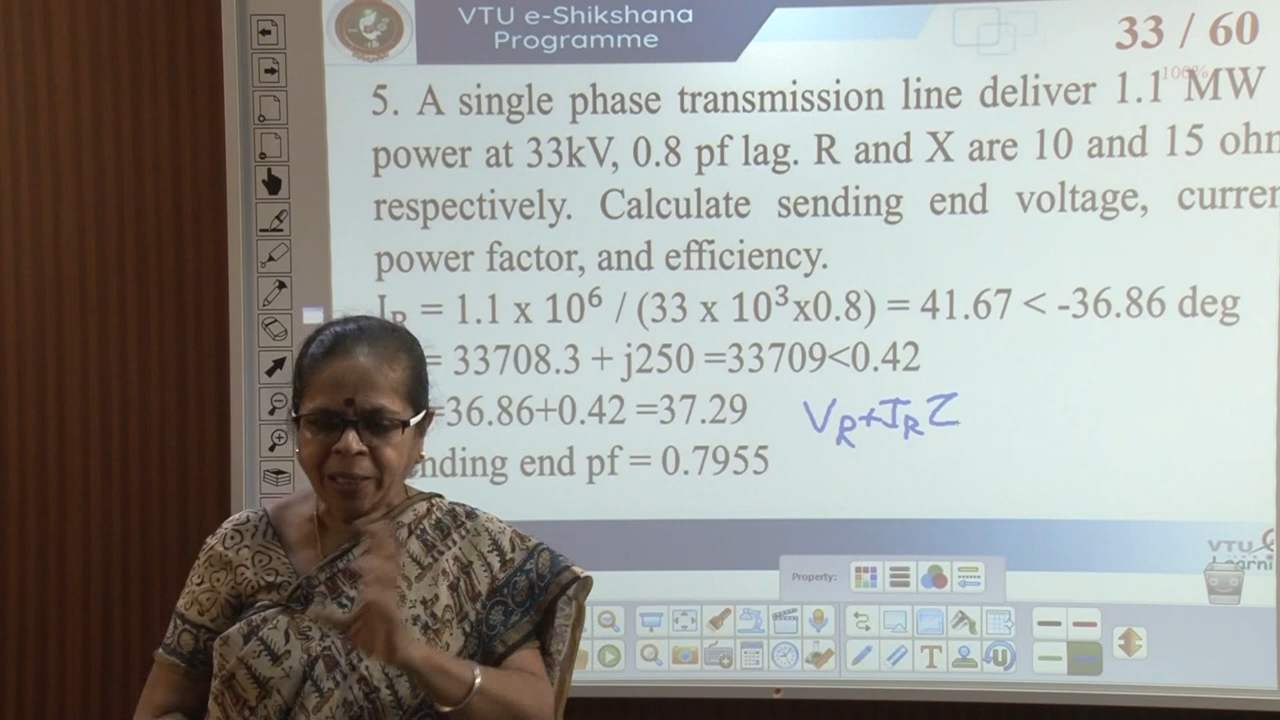 VTU e-Shikshana
Programme
33 / 60
100%
5. A single phase transmission line deliver 1.1 MW
power at 33kV, 0.8 pf lag. R and X are 10 and 15
respectively. Calculate sending end voltage,
power factor, and efficiency.
= 1.1 x 10⁶ / (33 x 10³x0.8) = 41.67 < -36.86 deg
= 33708.3 + j250 =33709<0.42
=36.86+0.42 =37.29
VR+IRZ
end pf = 0.7955
VTU
Property: